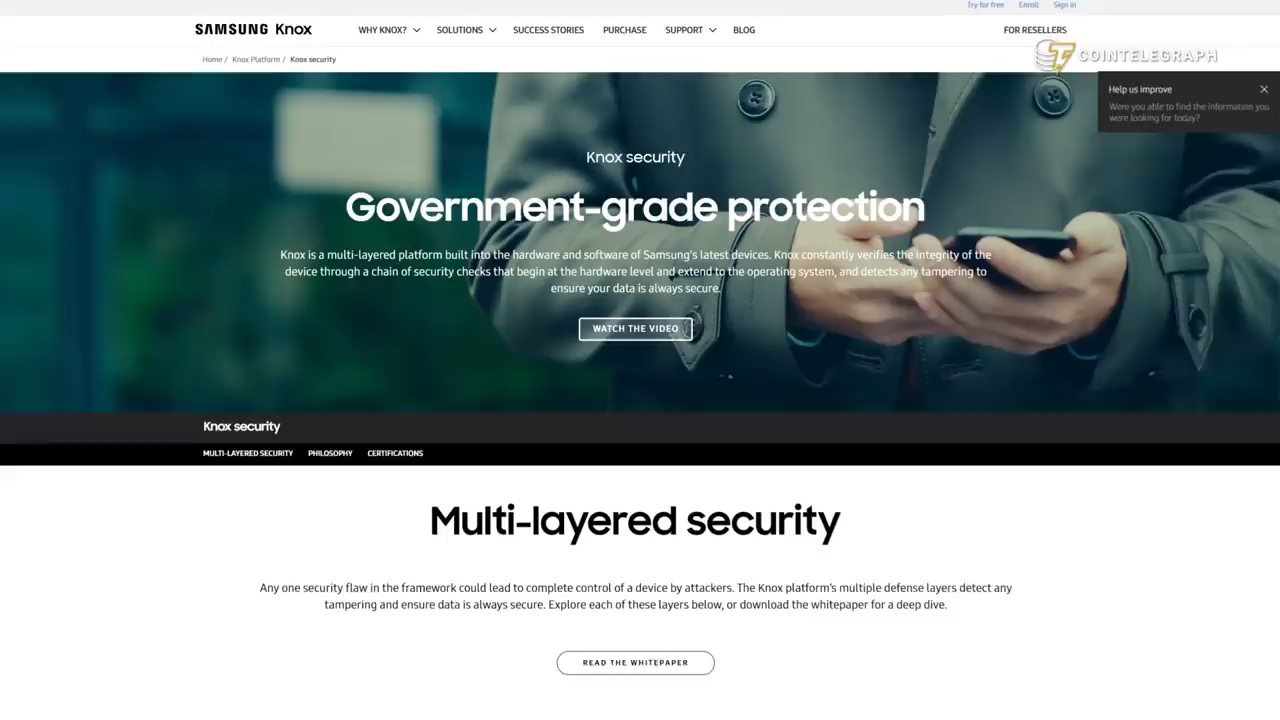 Try for free Enroll Sign in
SAMSUNG Knox WHY KNOX? SOLUTIONS SUCCESS STORIES PURCHASE SUPPORT BLOG FOR RESELLERS
COINTELEGRAPH
Home / Knox Platform / Knox security
Help us improve
Were you able to find the information you
were looking for today?
Knox security
Government-grade protection
Knox is a multi-layered platform built into the hardware and software of Samsung's latest devices. Knox constantly verifies the integrity of the
device through a chain of security checks that begin at the hardware level and extend to the operating system, and detects any tampering to
ensure your data is always secure.
WATCH THE VIDEO
Knox security
MULTI-LAYERED SECURITY PHILOSOPHY CERTIFICATIONS
Multi-layered security
Any one security flaw in the framework could lead to complete control of a device by attackers. The Knox platform's multiple defense layers detect any
tampering and ensure data is always secure. Explore each of these layers below, or download the whitepaper for a deep dive.
READ THE WHITEPAPER